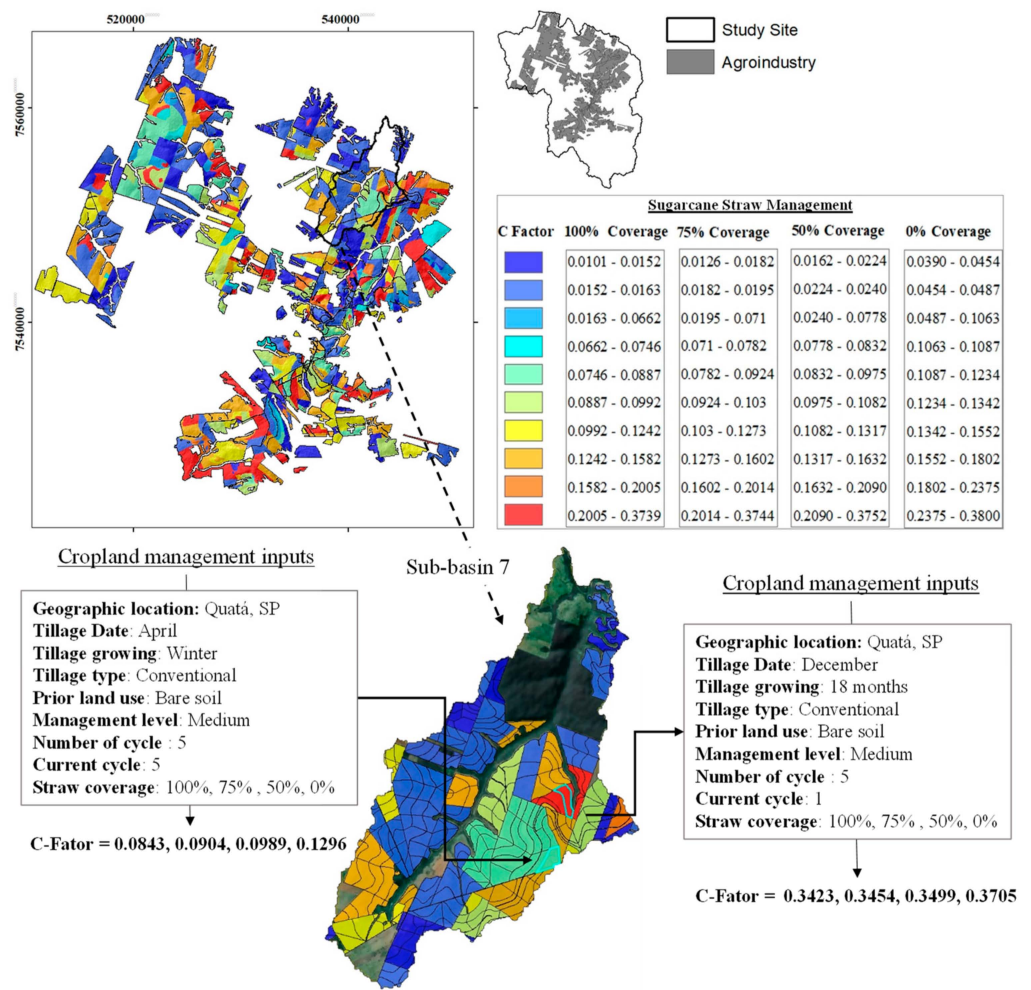 520000
540000
7560000
7540000
Study Site
Agroindustry
Sugarcane Straw Management
C Factor 100% Coverage 75% Coverage 50% Coverage 0% Coverage
0.0101 - 0.0152 0.0126 - 0.0182 0.0162 - 0.0224 0.0390 - 0.0454
0.0152 - 0.0163 0.0182 - 0.0195 0.0224 - 0.0240 0.0454 - 0.0487
0.0163 - 0.0662 0.0195 - 0.071 0.0240 - 0.0778 0.0487 - 0.1063
0.0662 - 0.0746 0.071 - 0.0782 0.0778 - 0.0832 0.1063 - 0.1087
0.0746 - 0.0887 0.0782 - 0.0924 0.0832 - 0.0975 0.1087 - 0.1234
0.0887 - 0.0992 0.0924 - 0.103 0.0975 - 0.1082 0.1234 - 0.1342
0.0992 - 0.1242 0.103 - 0.1273 0.1082 - 0.1317 0.1342 - 0.1552
0.1242 - 0.1582 0.1273 - 0.1602 0.1317 - 0.1632 0.1552 - 0.1802
0.1582 - 0.2005 0.1602 - 0.2014 0.1632 - 0.2090 0.1802 - 0.2375
0.2005 - 0.3739 0.2014 - 0.3744 0.2090 - 0.3752 0.2375 - 0.3800
Cropland management inputs
Geographic location: Quatá, SP
Tillage Date: April
Tillage growing: Winter
Tillage type: Conventional
Prior land use: Bare soil
Management level: Medium
Number of cycle : 5
Current cycle: 5
Straw coverage: 100%, 75% , 50%, 0%
C-Fator = 0.0843, 0.0904, 0.0989, 0.1296
Sub-basin 7
Cropland management inputs
Geographic location: Quatá, SP
Tillage Date: December
Tillage growing: 18 months
Tillage type: Conventional
Prior land use: Bare soil
Management level: Medium
Number of cycle : 5
Current cycle: 1
Straw coverage: 100%, 75% , 50%, 0%
C-Fator = 0.3423, 0.3454, 0.3499, 0.3705